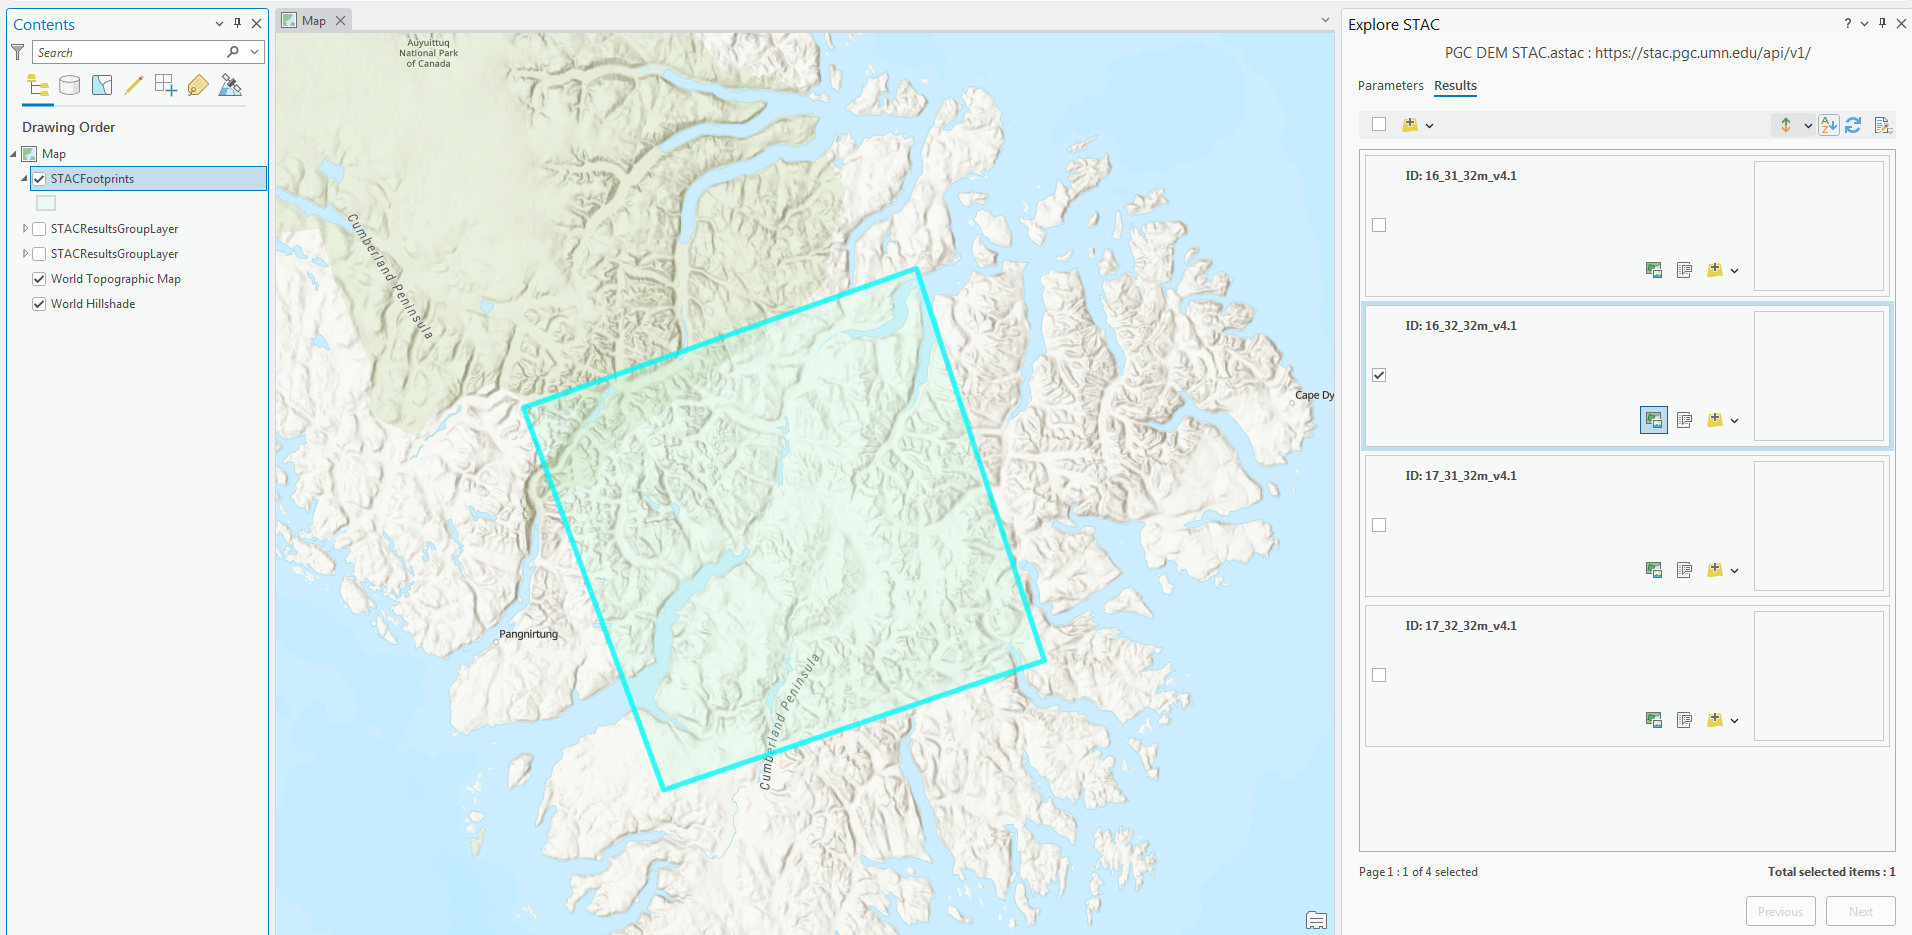 Contents
Search
Drawing Order
Map
STACFootprints
STACResultsGroupLayer
STACResultsGroupLayer
World Topographic Map
World Hillshade
Map
Auyuittuq
National Park
of Canada
Cumberland Peninsula
Cape Dy
Pangnirtung
Cumberland Peninsula
Explore STAC
?
PGC DEM STAC.astac : https://stac.pgc.umn.edu/api/v1/
Parameters Results
ID: 16_31_32m_v4.1
ID: 16_32_32m_v4.1
ID: 17_31_32m_v4.1
ID: 17_32_32m_v4.1
Page 1 : 1 of 4 selected
Total selected items : 1
Previous
Next